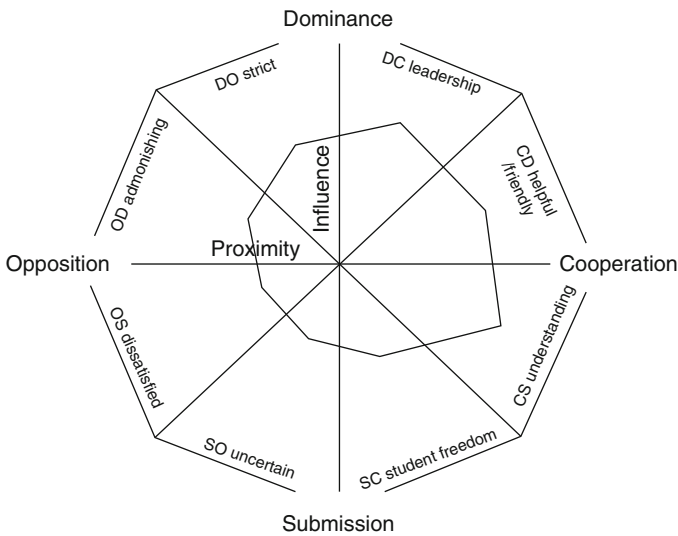 Dominance
DO strict
DC leadership
OD admonishing
CD helpful
/friendly
Influence
Proximity
Opposition
Cooperation
OS dissatisfied
CS understanding
SO uncertain
SC student freedom
Submission